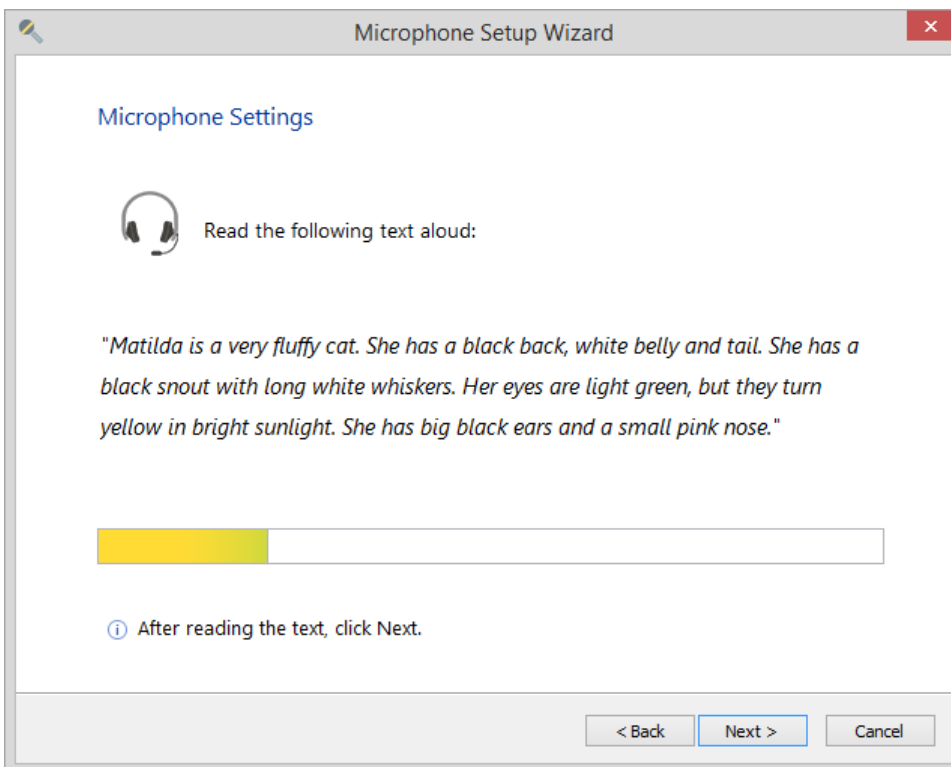 Microphone Setup Wizard
Microphone Settings
Read the following text aloud:
"Matilda is a very fluffy cat. She has a black back, white belly and tail. She has a
black snout with long white whiskers. Her eyes are light green, but they turn
yellow in bright sunlight. She has big black ears and a small pink nose."
After reading the text, click Next.
< Back Next > Cancel